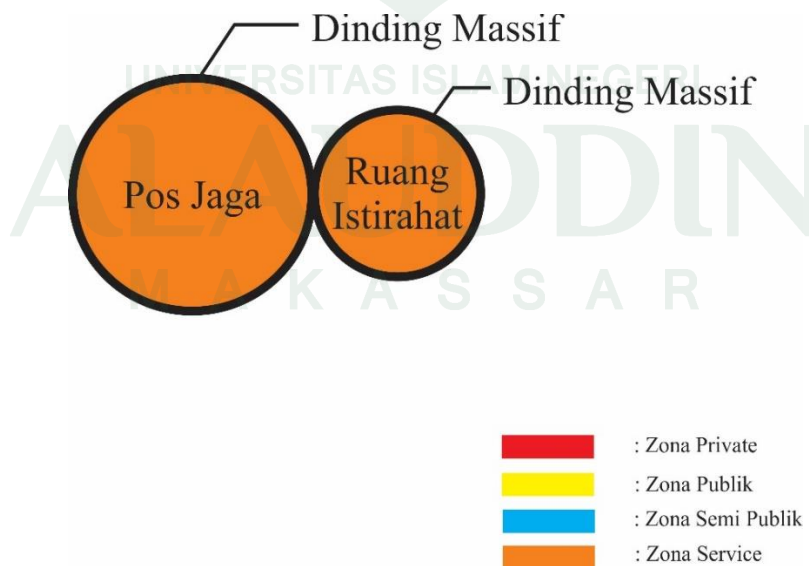 Dinding Massif
UNIVERSITAS ISLAM NEGERI
Dinding Massif
ALAUDDIN
Pos Jaga
Ruang
Istirahat
MAKASSAR
: Zona Private
: Zona Publik
: Zona Semi Publik
: Zona Service